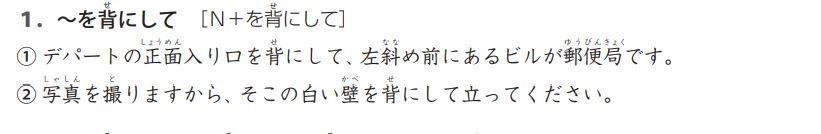 1．～を背にして ［N＋を背にして］
① デパートの正面入り口を背にして、左斜め前にあるビルが郵便局です。
② 写真を撮りますから、そこの白い壁を背にして立ってください。